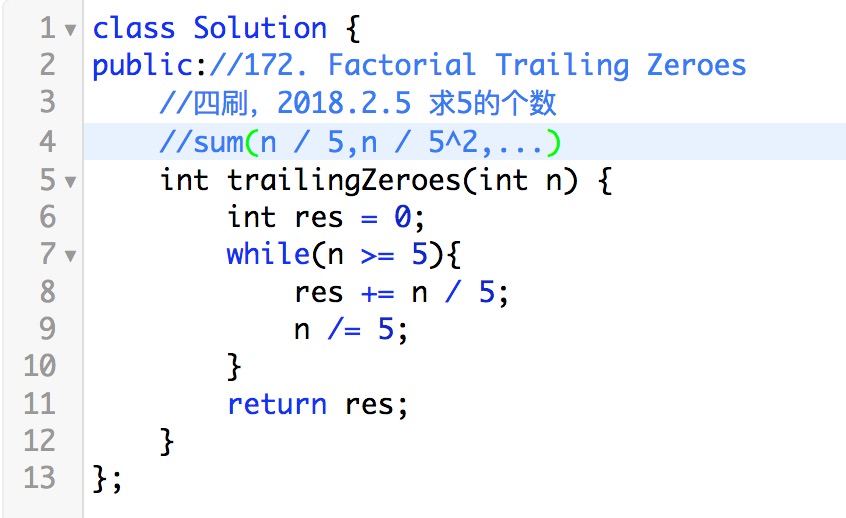 1 class Solution {
2 public://172. Factorial Trailing Zeroes
3 //四刷，2018.2.5 求5的个数
4 //sum(n / 5,n / 5^2,...)
5 int trailingZeroes(int n) {
6 int res = 0;
7 while(n >= 5){
8 res += n / 5;
9 n /= 5;
10 }
11 return res;
12 }
13 };